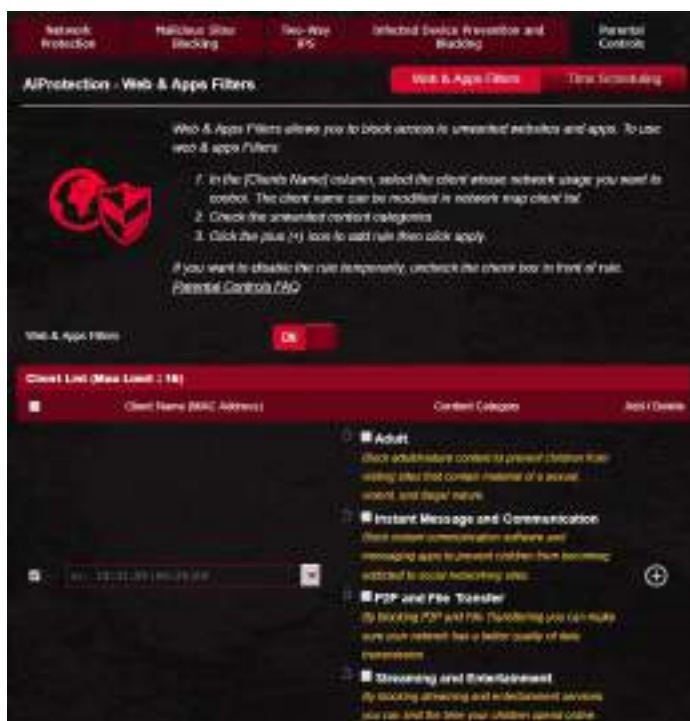 Network Protection
Malicious Sites Blocking
Two-Way IPS
Infected Device Prevention and Blocking
Parental Controls
AiProtection - Web & Apps Filters
Web & Apps Filters
Time Scheduling
Web & Apps Filters allows you to block access to unwanted websites and apps. To use
web & apps Filters:
1. In the [Clients Name] column, select the client whose network usage you want to
control. The client name can be modified in network map client list.
2. Check the unwanted content categories
3. Click the plus (+) icon to add rule then click apply.
If you want to disable the rule temporarily, uncheck the check box in front of rule.
Parental Controls FAQ
Web & Apps Filters
ON
Client List (Max Limit : 16)
Client Name (MAC Address)
Content Category
Add / Delete
Adult
Block adult/mature content to prevent children from
visiting sites that contain material of a sexual,
violent, and illegal nature.
Instant Message and Communication
Block instant communication software and
messaging apps to prevent children from becoming
addicted to social networking sites.
P2P and File Transfer
By blocking P2P and File Transferring you can make
sure your network has a better quality of data
transmission.
Streaming and Entertainment
By blocking streaming and entertainment services
you can limit the time your children spend online.